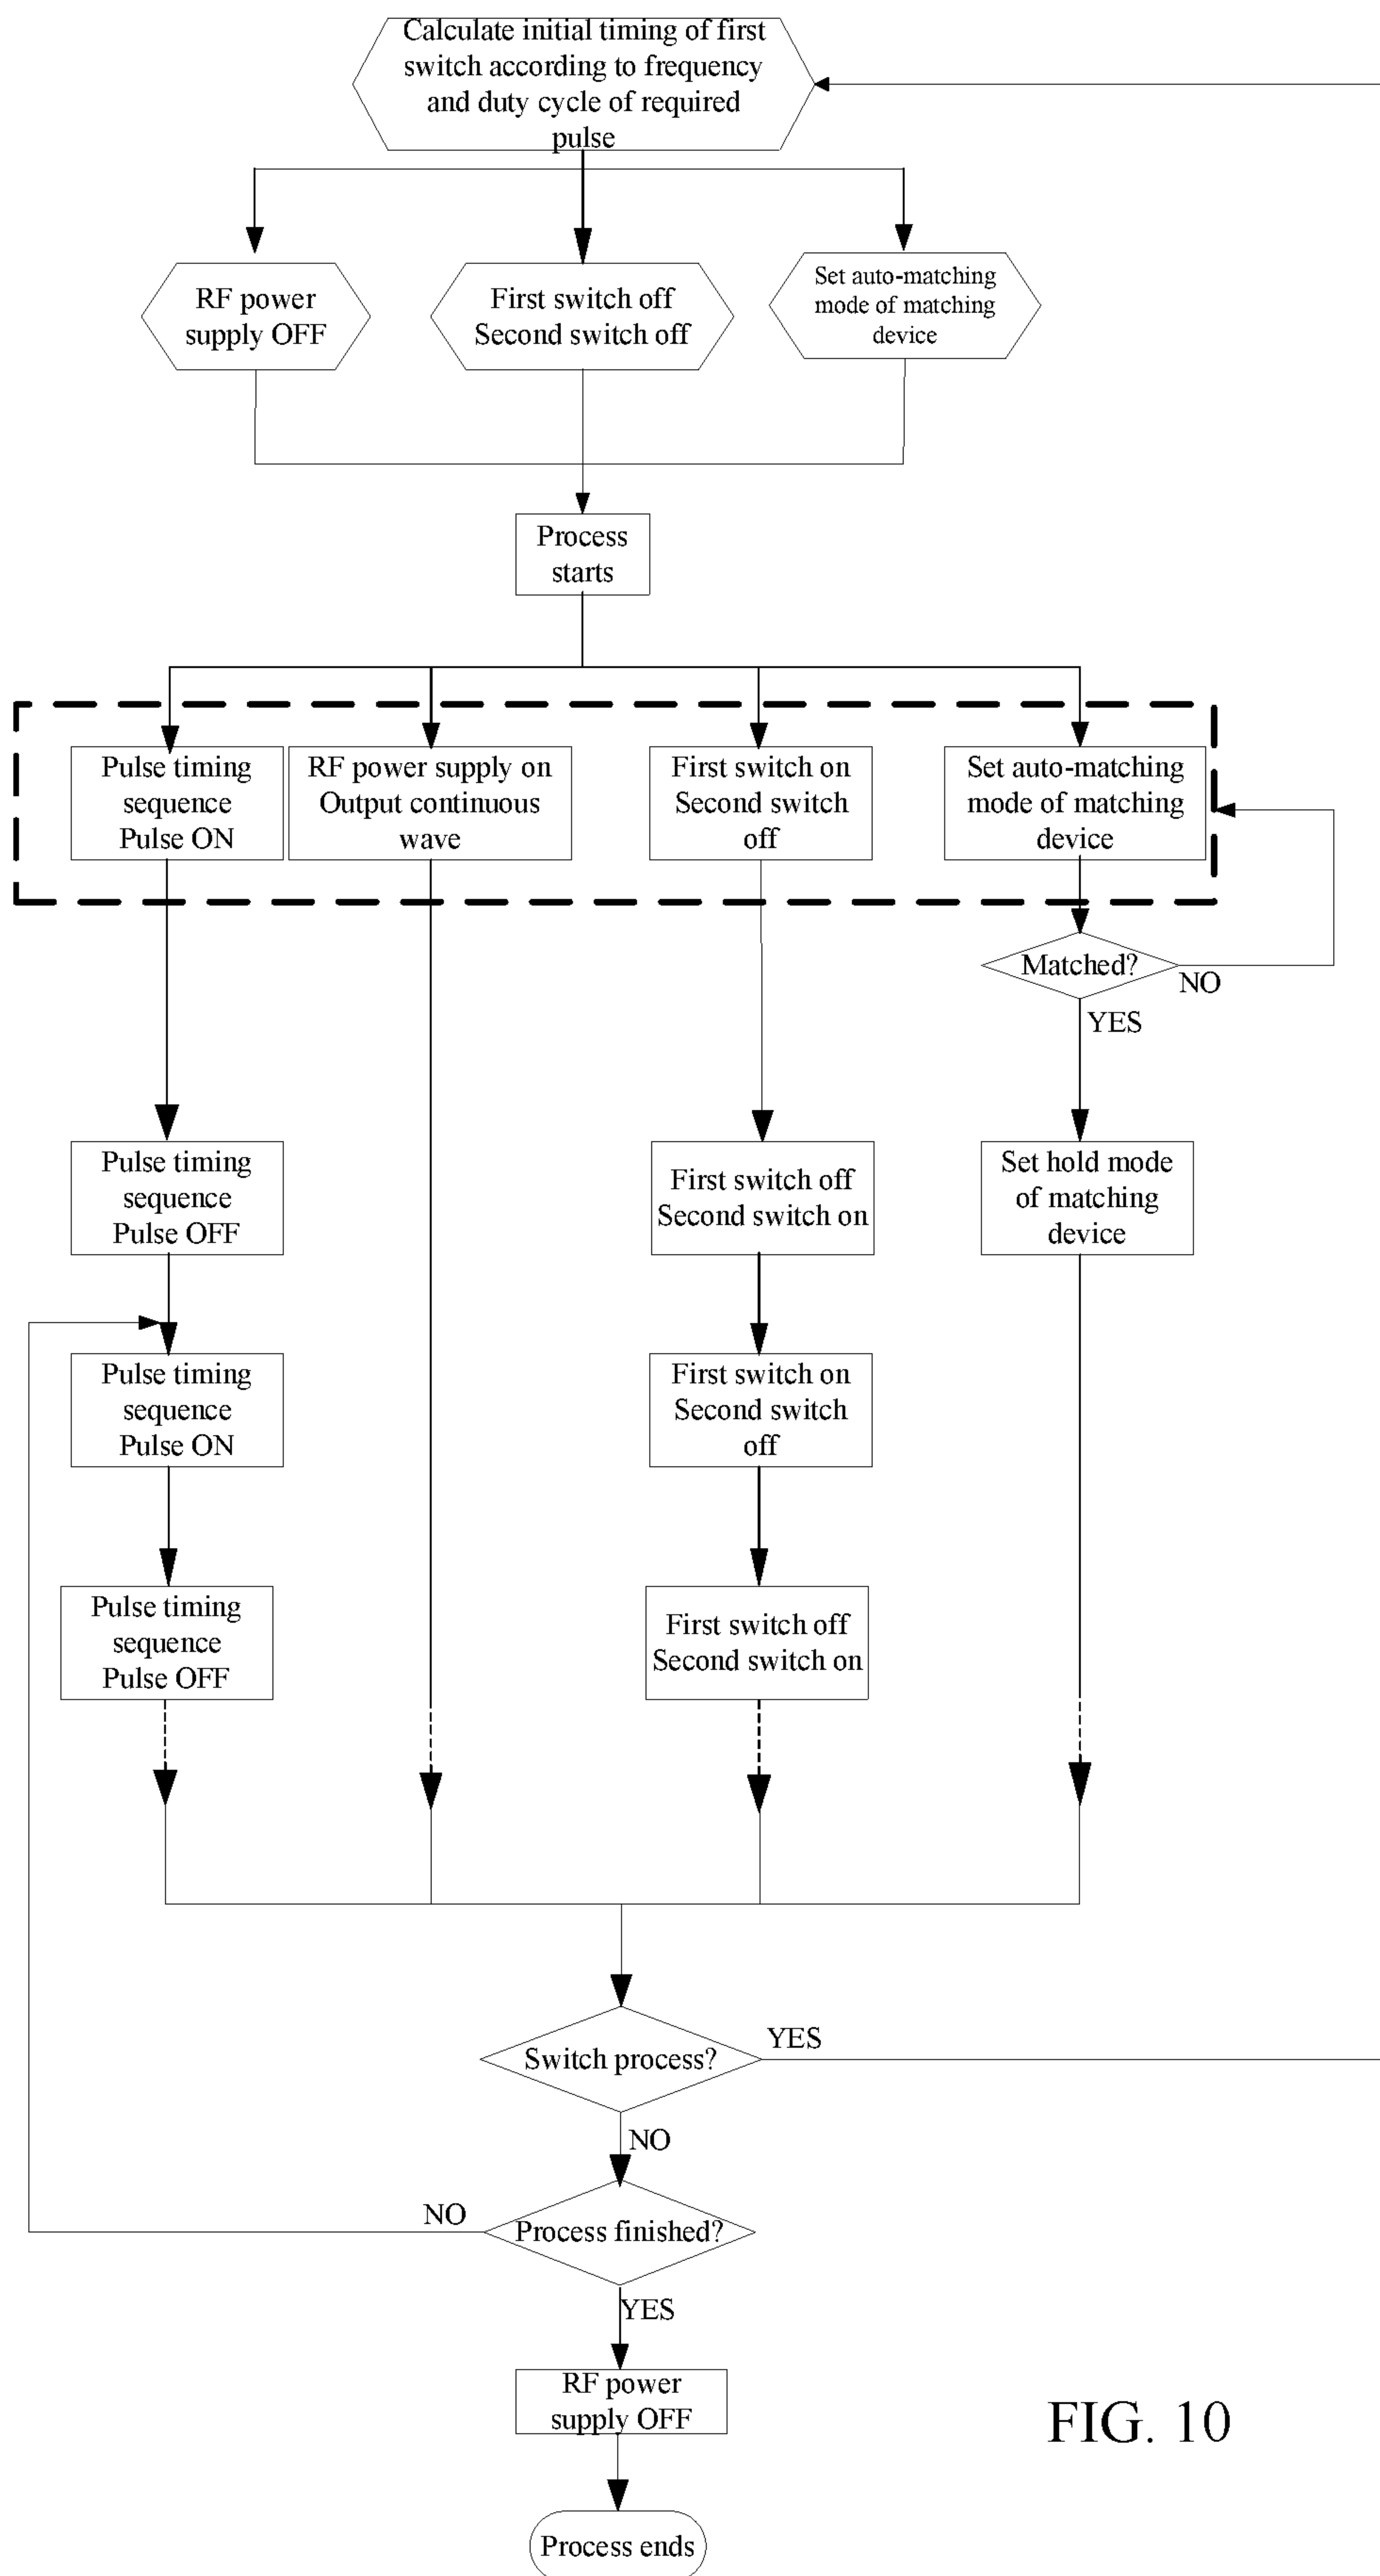 Calculate initial timing of first
switch according to frequency
and duty cycle of required
pulse
RF power
supply OFF
First switch off
Second switch off
Set auto-matching
mode of matching
device
Process
starts
Pulse timing
sequence
Pulse ON
RF power supply on
Output continuous
wave
First switch on
Second switch
off
Set auto-matching
mode of matching
device
Matched?
NO
YES
Pulse timing
sequence
Pulse OFF
First switch off
Second switch on
Set hold mode
of matching
device
Pulse timing
sequence
Pulse ON
First switch on
Second switch
off
Pulse timing
sequence
Pulse OFF
First switch off
Second switch on
Switch process?
YES
NO
Process finished?
NO
YES
RF power
supply OFF
Process ends
FIG. 10